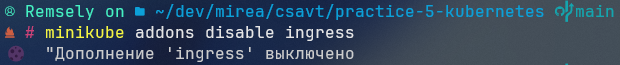 Remsely on ~/dev/mirea/csavt/practice-5-kubernetes main
# minikube addons disable ingress
"Дополнение 'ingress' выключено